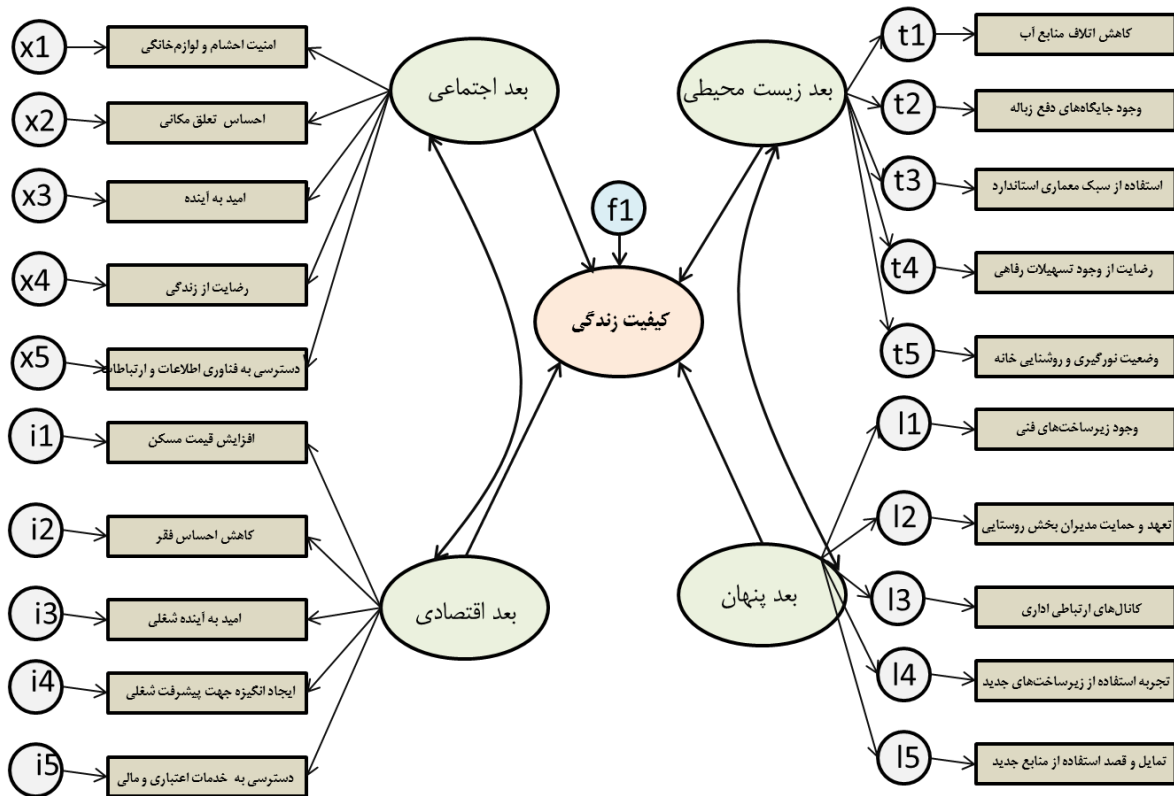 x1
امنیت احشام و لوازم‌خانگی
x2
احساس تعلق مکانی
x3
امید به آینده
x4
رضایت از زندگی
x5
دسترسی به فناوری اطلاعات و ارتباطات
i1
افزایش قیمت مسکن
i2
کاهش احساس فقر
i3
امید به آینده شغلی
i4
ایجاد انگیزه جهت پیشرفت شغلی
i5
دسترسی به خدمات اعتباری و مالی
بعد اجتماعی
بعد اقتصادی
f1
کیفیت زندگی
بعد زیست محیطی
بعد پنهان
t1
کاهش اتلاف منابع آب
t2
وجود جایگاه‌های دفع زباله
t3
استفاده از سبک معماری استاندارد
t4
رضایت از وجود تسهیلات رفاهی
t5
وضعیت نورگیری و روشنایی خانه
l1
وجود زیرساخت‌های فنی
l2
تعهد و حمایت مدیران بخش روستایی
l3
کانال‌های ارتباطی اداری
l4
تجربه استفاده از زیرساخت‌های جدید
l5
تمایل و قصد استفاده از منابع جدید